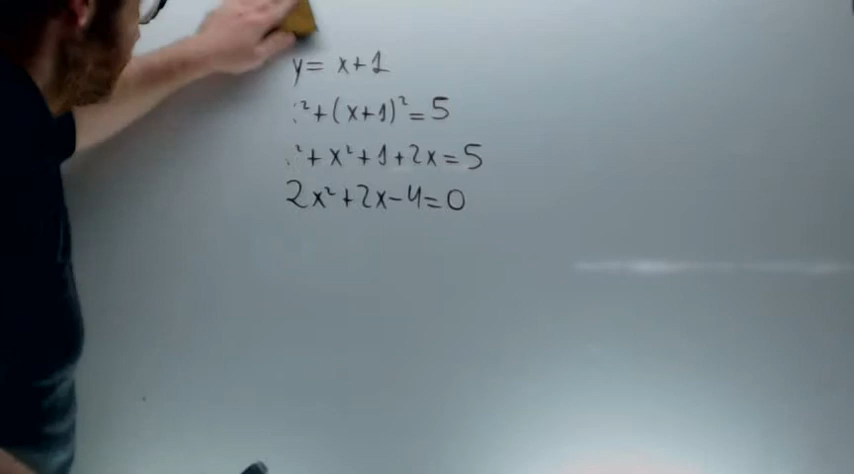 y = x+1
²+(x+1)²=5
²+x²+1+2x=5
2x²+2x-4=0